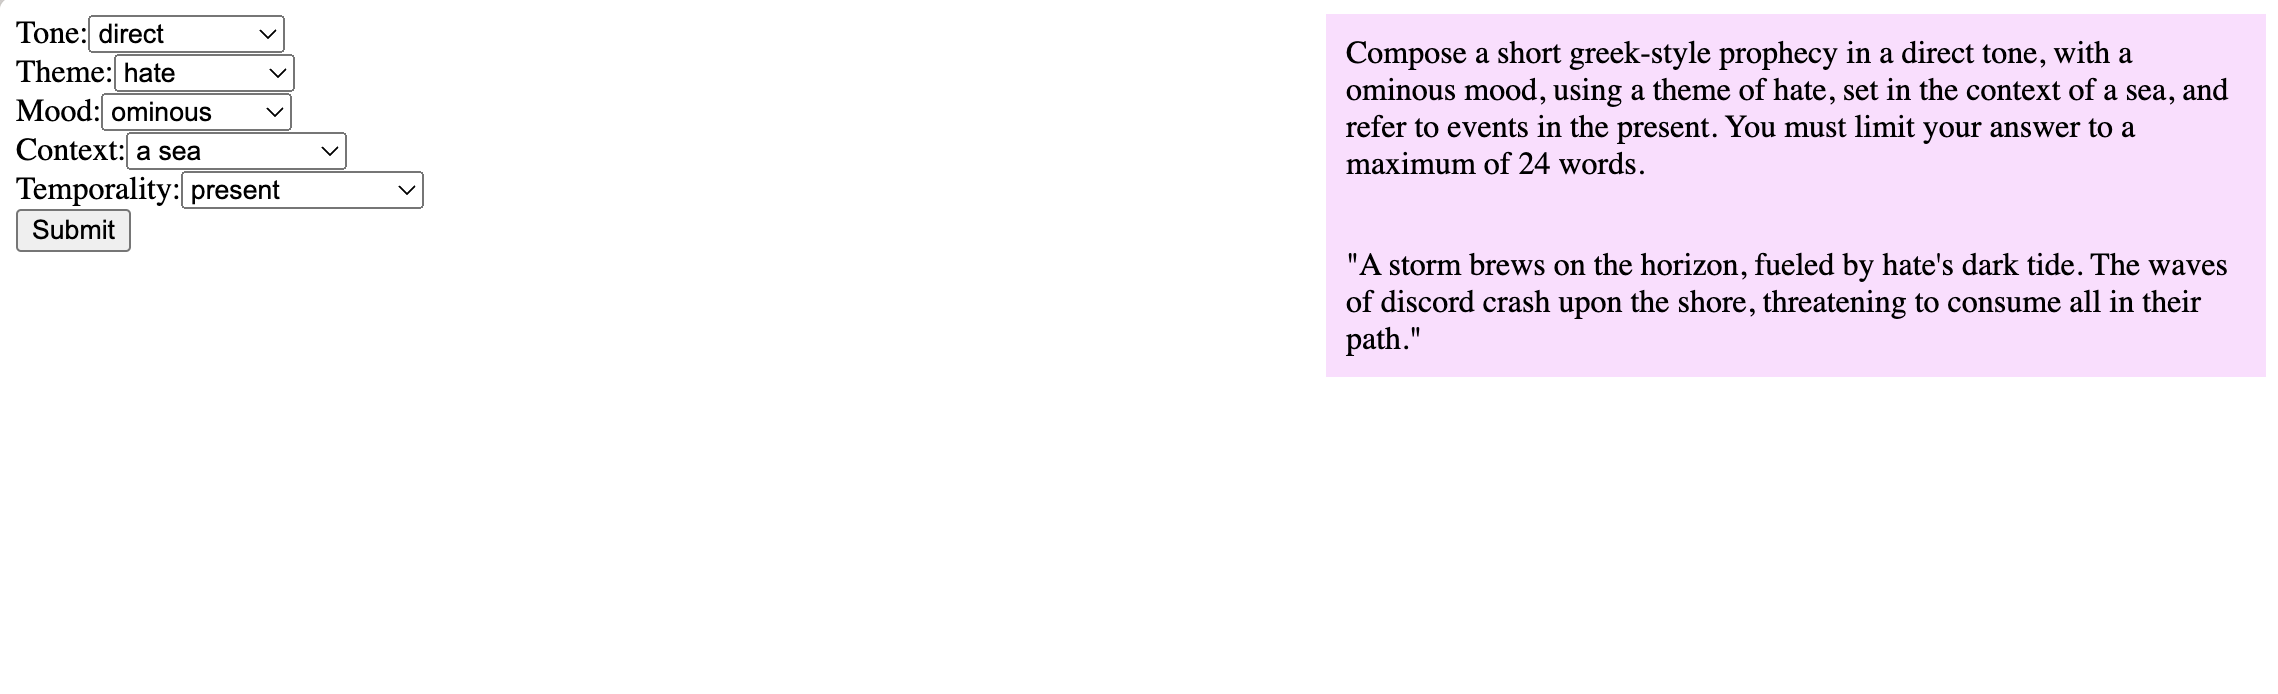 Tone: direct
Theme: hate
Mood: ominous
Context: a sea
Temporality: present
Submit
Compose a short greek-style prophecy in a direct tone, with a
ominous mood, using a theme of hate, set in the context of a sea, and
refer to events in the present. You must limit your answer to a
maximum of 24 words.
"A storm brews on the horizon, fueled by hate's dark tide. The waves
of discord crash upon the shore, threatening to consume all in their
path."